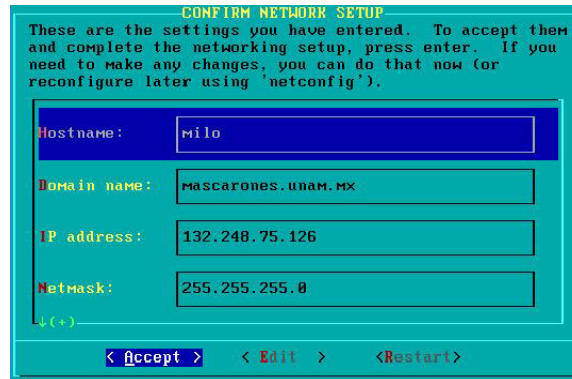 CONFIRM NETWORK SETUP
These are the settings you have entered.  To accept them
and complete the networking setup, press enter.  If you
need to make any changes, you can do that now (or
reconfigure later using 'netconfig').
Hostname: milo
Domain name: mascarones.unam.mx
IP address: 132.248.75.126
Netmask: 255.255.255.0
↓(+)
< Accept > < Edit > <Restart>